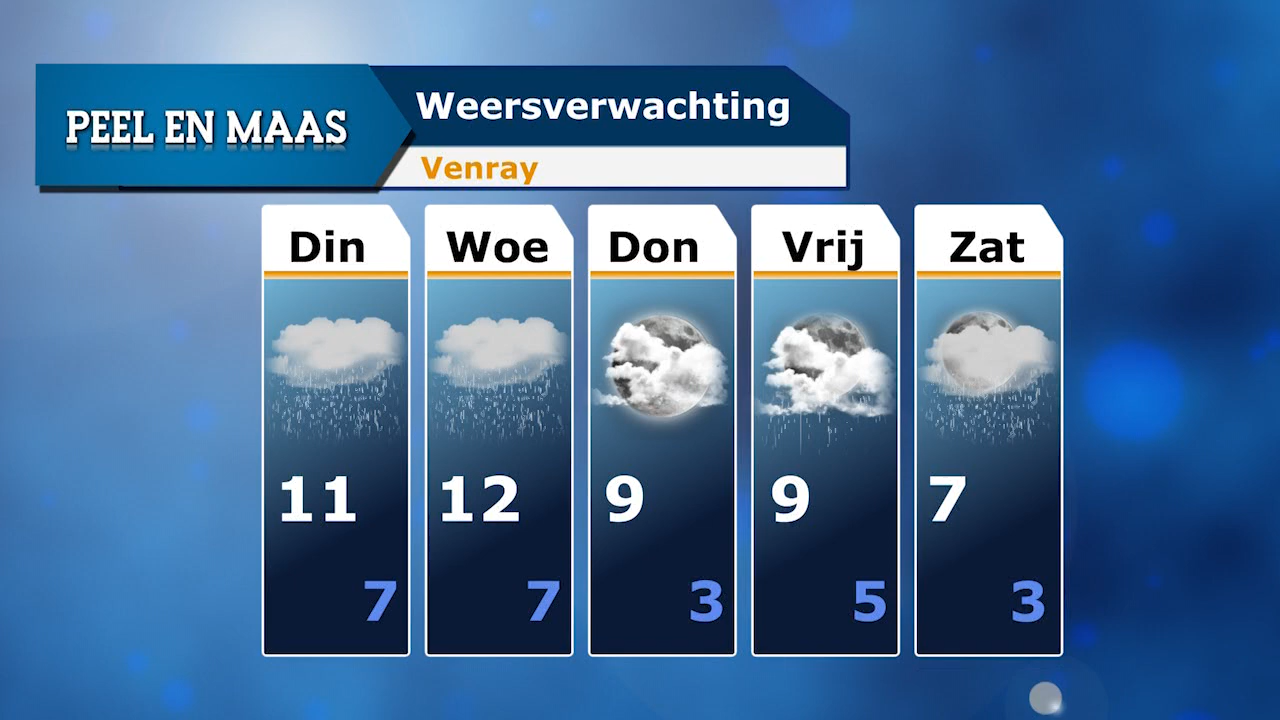 PEEL EN MAAS
Weersverwachting
Venray
Din Woe Don Vrij Zat
11 12 9 9 7
7 7 3 5 3